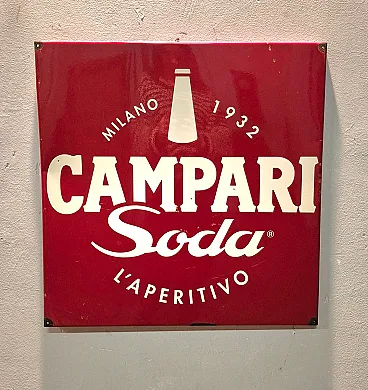 MILANO 1932
CAMPARI
Soda®
L'APERITIVO